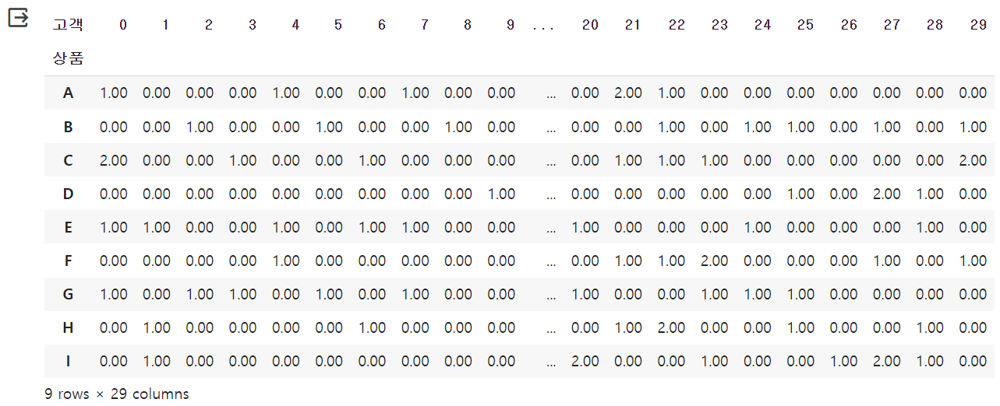 고객 0 1 2 3 4 5 6 7 8 9 ... 20 21 22 23 24 25 26 27 28 29
상품
A 1.00 0.00 0.00 0.00 1.00 0.00 0.00 1.00 0.00 0.00 ... 0.00 2.00 1.00 0.00 0.00 0.00 0.00 0.00 0.00 0.00
B 0.00 0.00 1.00 0.00 0.00 1.00 0.00 0.00 1.00 0.00 ... 0.00 0.00 1.00 0.00 1.00 1.00 0.00 1.00 0.00 1.00
C 2.00 0.00 0.00 1.00 0.00 0.00 1.00 0.00 0.00 0.00 ... 0.00 1.00 1.00 1.00 0.00 0.00 0.00 0.00 0.00 2.00
D 0.00 0.00 0.00 0.00 0.00 0.00 0.00 0.00 0.00 1.00 ... 0.00 0.00 0.00 0.00 0.00 1.00 0.00 2.00 1.00 0.00
E 1.00 1.00 0.00 0.00 1.00 0.00 1.00 1.00 0.00 0.00 ... 1.00 0.00 0.00 0.00 1.00 0.00 0.00 0.00 1.00 0.00
F 0.00 0.00 0.00 0.00 1.00 0.00 0.00 0.00 0.00 0.00 ... 0.00 1.00 1.00 2.00 0.00 0.00 0.00 1.00 0.00 1.00
G 1.00 0.00 1.00 1.00 0.00 1.00 0.00 1.00 0.00 0.00 ... 1.00 0.00 0.00 1.00 1.00 1.00 0.00 0.00 0.00 0.00
H 0.00 1.00 0.00 0.00 0.00 0.00 1.00 0.00 0.00 0.00 ... 0.00 1.00 2.00 0.00 0.00 1.00 0.00 0.00 1.00 0.00
I 0.00 1.00 0.00 0.00 0.00 0.00 0.00 0.00 0.00 0.00 ... 2.00 0.00 0.00 1.00 0.00 0.00 1.00 2.00 1.00 0.00
9 rows × 29 columns